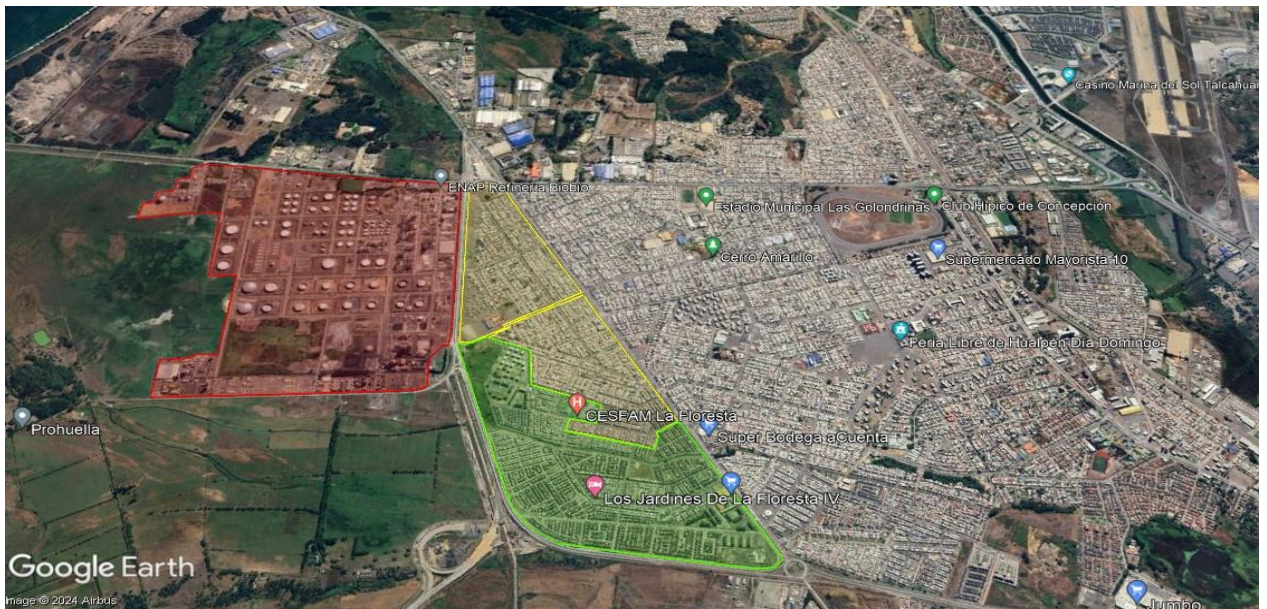 Casino Marina del Sol Talcahuan
ENAP Refinería Biobío
Estadio Municipal Las Golondrinas
Club Hípico de Concepción
Cerro Amarillo
Supermercado Mayorista 10
Feria Libre de Hualpén Día Domingo
H
CESFAM La Floresta
Prohuella
Super Bodega aCuenta
Los Jardines De La Floresta IV
Google Earth
Image © 2024 Airbus
Jumbo